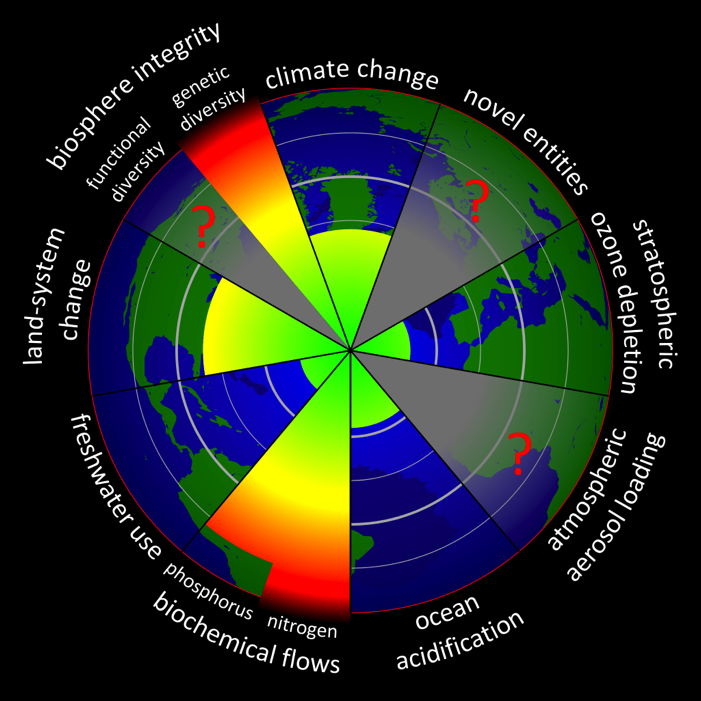 climate change
novel entities
?
stratospheric
ozone depletion
atmospheric
aerosol loading
?
ocean
acidification
biochemical flows
nitrogen
phosphorus
freshwater use
land-system
change
biosphere integrity
functional
diversity
?
genetic
diversity